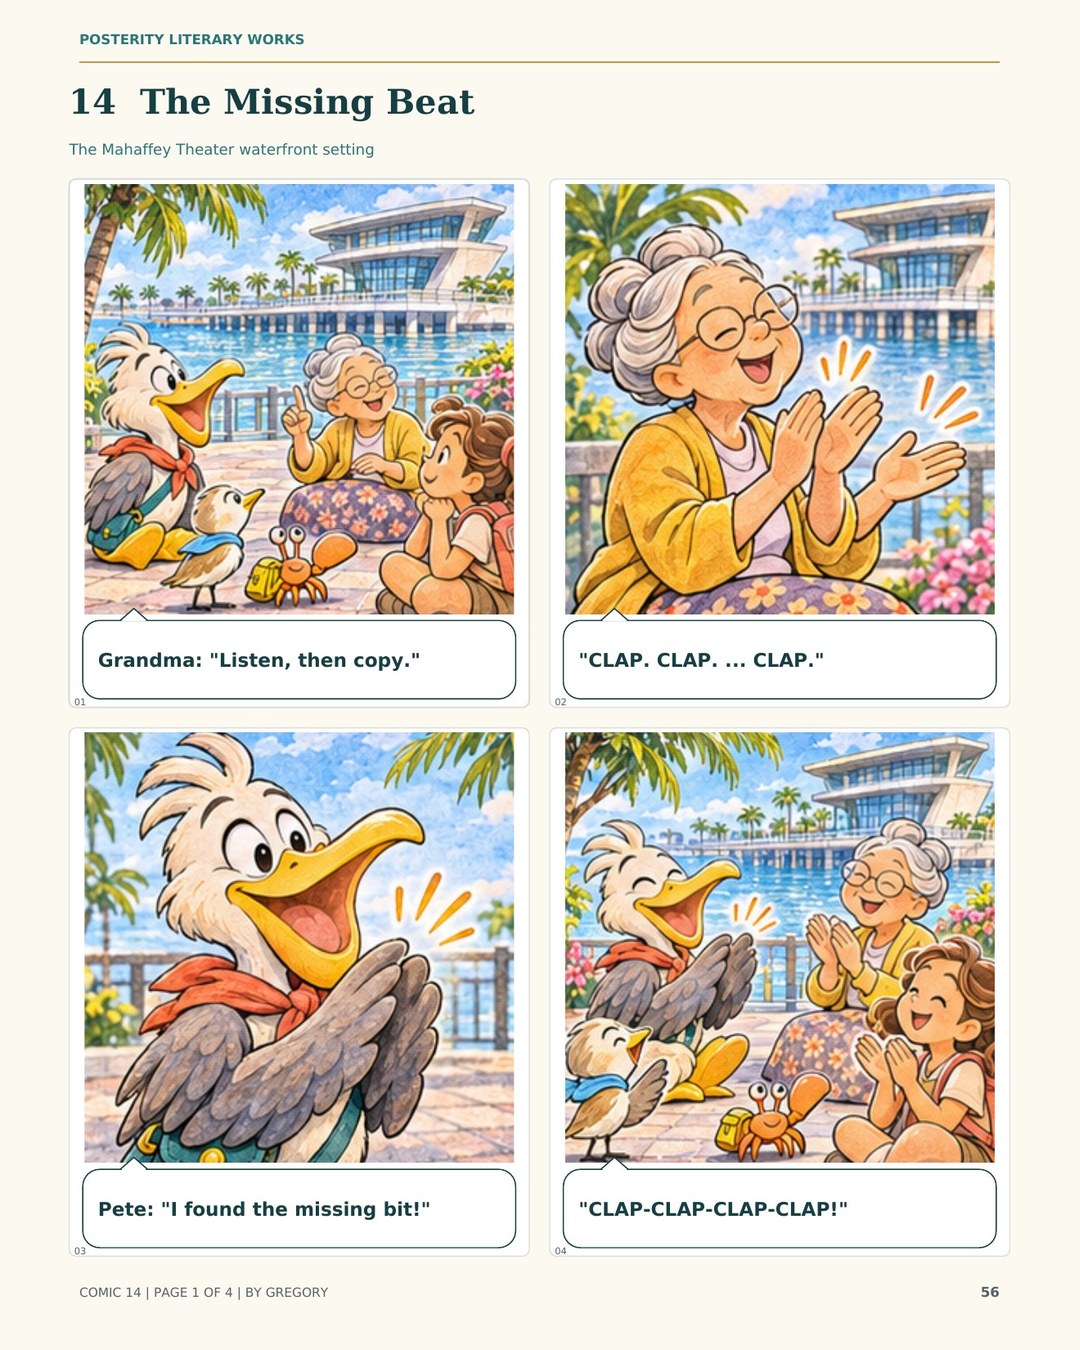 POSTERITY LITERARY WORKS
14 The Missing Beat
The Mahaffey Theater waterfront setting
Grandma: "Listen, then copy."
01
"CLAP. CLAP. ... CLAP."
02
Pete: "I found the missing bit!"
03
"CLAP-CLAP-CLAP-CLAP!"
04
COMIC 14 | PAGE 1 OF 4 | BY GREGORY
56